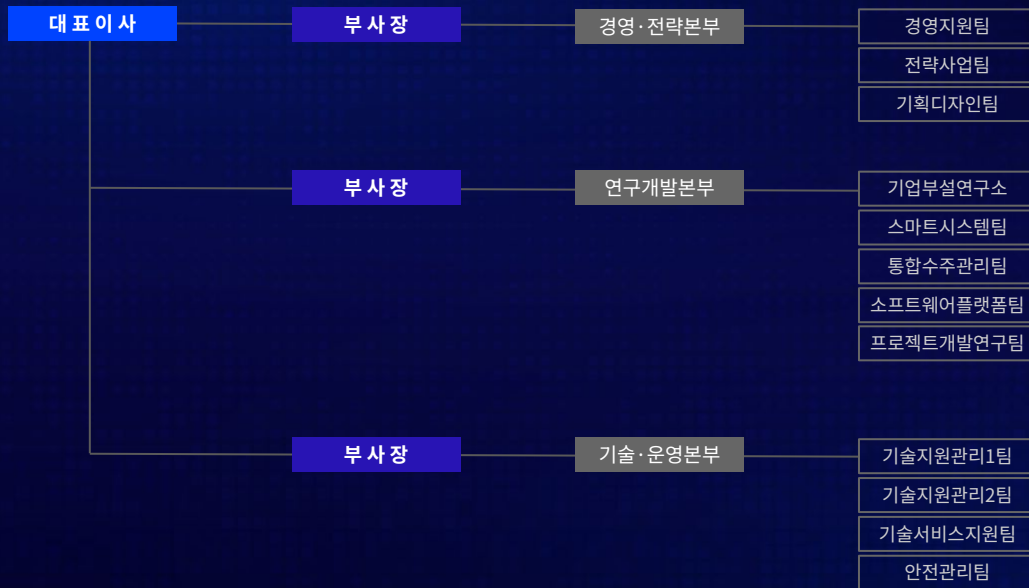 대표이사
부사장
경영·전략본부
경영지원팀
전략사업팀
기획디자인팀
부사장
연구개발본부
기업부설연구소
스마트시스템팀
통합수주관리팀
소프트웨어플랫폼팀
프로젝트개발연구팀
부사장
기술·운영본부
기술지원관리1팀
기술지원관리2팀
기술서비스지원팀
안전관리팀